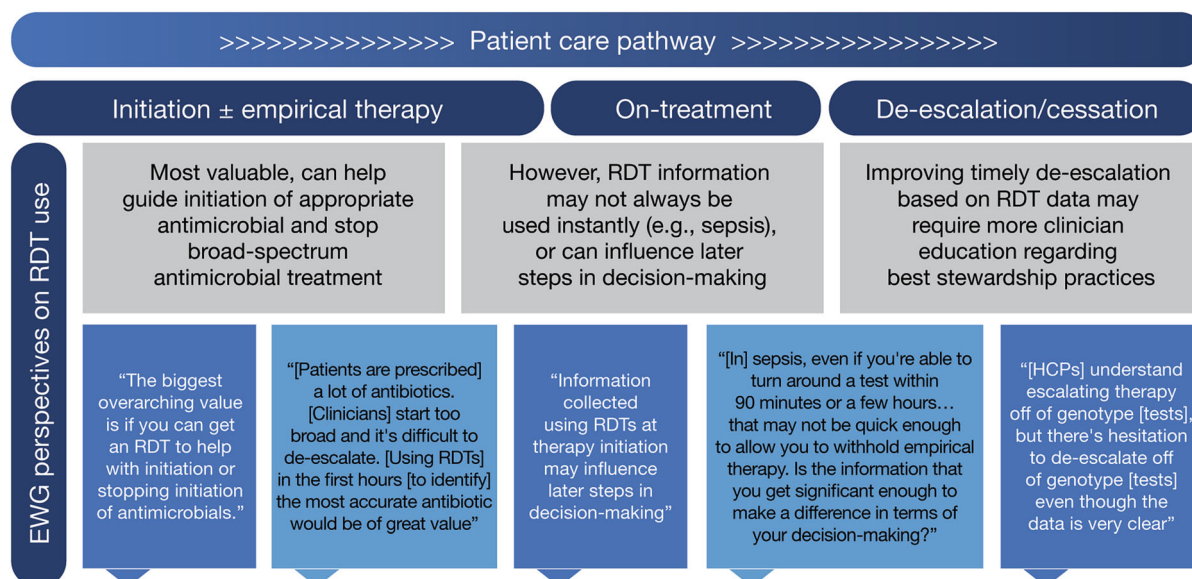 >>>>>>>>>>>>>>> Patient care pathway >>>>>>>>>>>>>>>>>
Initiation ± empirical therapy
On-treatment
De-escalation/cessation
EWG perspectives on RDT use
Most valuable, can help
guide initiation of appropriate
antimicrobial and stop
broad-spectrum
antimicrobial treatment
However, RDT information
may not always be
used instantly (e.g., sepsis),
or can influence later
steps in decision-making
Improving timely de-escalation
based on RDT data may
require more clinician
education regarding
best stewardship practices
“The biggest
overarching value
is if you can get
an RDT to help
with initiation or
stopping initiation
of antimicrobials.”
“[Patients are prescribed]
a lot of antibiotics.
[Clinicians] start too
broad and it's difficult to
de-escalate. [Using RDTs]
in the first hours [to identify]
the most accurate antibiotic
would be of great value”
“Information
collected
using RDTs at
therapy initiation
may influence
later steps in
decision-making”
“[In] sepsis, even if you're able to
turn around a test within
90 minutes or a few hours…
that may not be quick enough
to allow you to withhold empirical
therapy. Is the information that
you get significant enough to
make a difference in terms of
your decision-making?”
“[HCPs] understand
escalating therapy
off of genotype [tests],
but there's hesitation
to de-escalate off
of genotype [tests]
even though the
data is very clear”